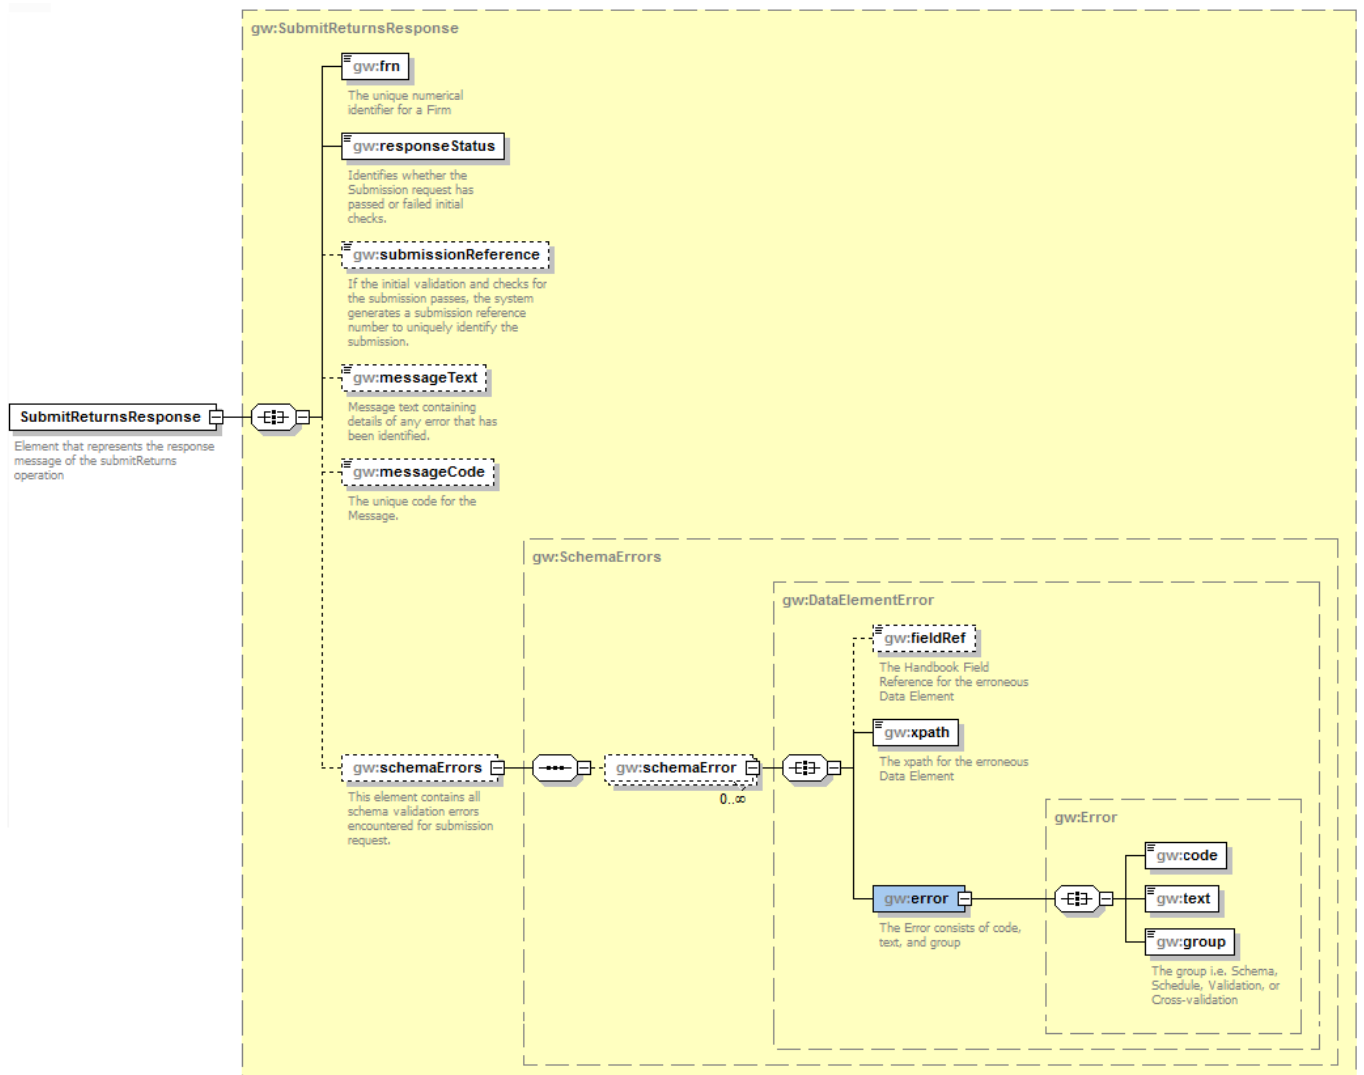 gw:SubmitReturnsResponse
gw:frn
The unique numerical
identifier for a Firm
gw:responseStatus
Identifies whether the
Submission request has
passed or failed initial
checks.
gw:submissionReference
If the initial validation and checks for
the submission passes, the system
generates a submission reference
number to uniquely identify the
submission.
gw:messageText
Message text containing
details of any error that has
been identified.
SubmitReturnsResponse
Element that represents the response
message of the submitReturns
operation
gw:messageCode
The unique code for the
Message.
gw:SchemaErrors
gw:DataElementError
gw:fieldRef
The Handbook Field
Reference for the erroneous
Data Element
gw:xpath
The xpath for the erroneous
Data Element
gw:schemaErrors
This element contains all
schema validation errors
encountered for submission
request.
gw:schemaError
0..∞
gw:Error
gw:code
gw:error
The Error consists of code,
text, and group
gw:text
gw:group
The group i.e. Schema,
Schedule, Validation, or
Cross-validation